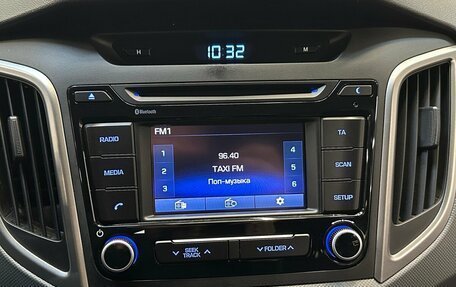 10:32
H
M
Bluetooth
RADIO
MEDIA
FM1
1
2
3
96.40
TAXI FM
Поп-музыка
4
5
6
TA
SCAN
SETUP
SEEK
TRACK
FOLDER